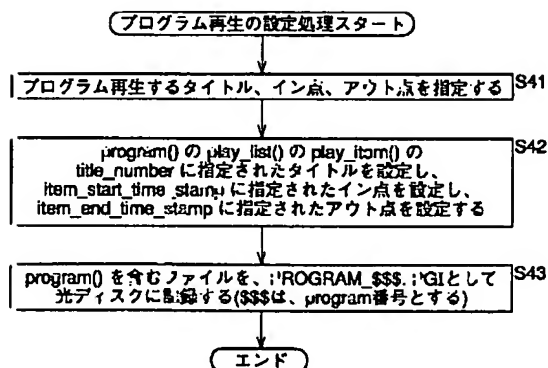 プログラム再生の設定処理スタート
プログラム再生するタイトル、イン点、アウト点を指定する
S41
program() の play_list() の play_item() の
title_number に指定されたタイトルを設定し、
item_start_time_stamp に指定されたイン点を設定し、
item_end_time_stamp に指定されたアウト点を設定する
S42
program() を含むファイルを、PROGRAM_$$$.PGIとして
光ディスクに記録する($$$は、program番号とする)
S43
エンド